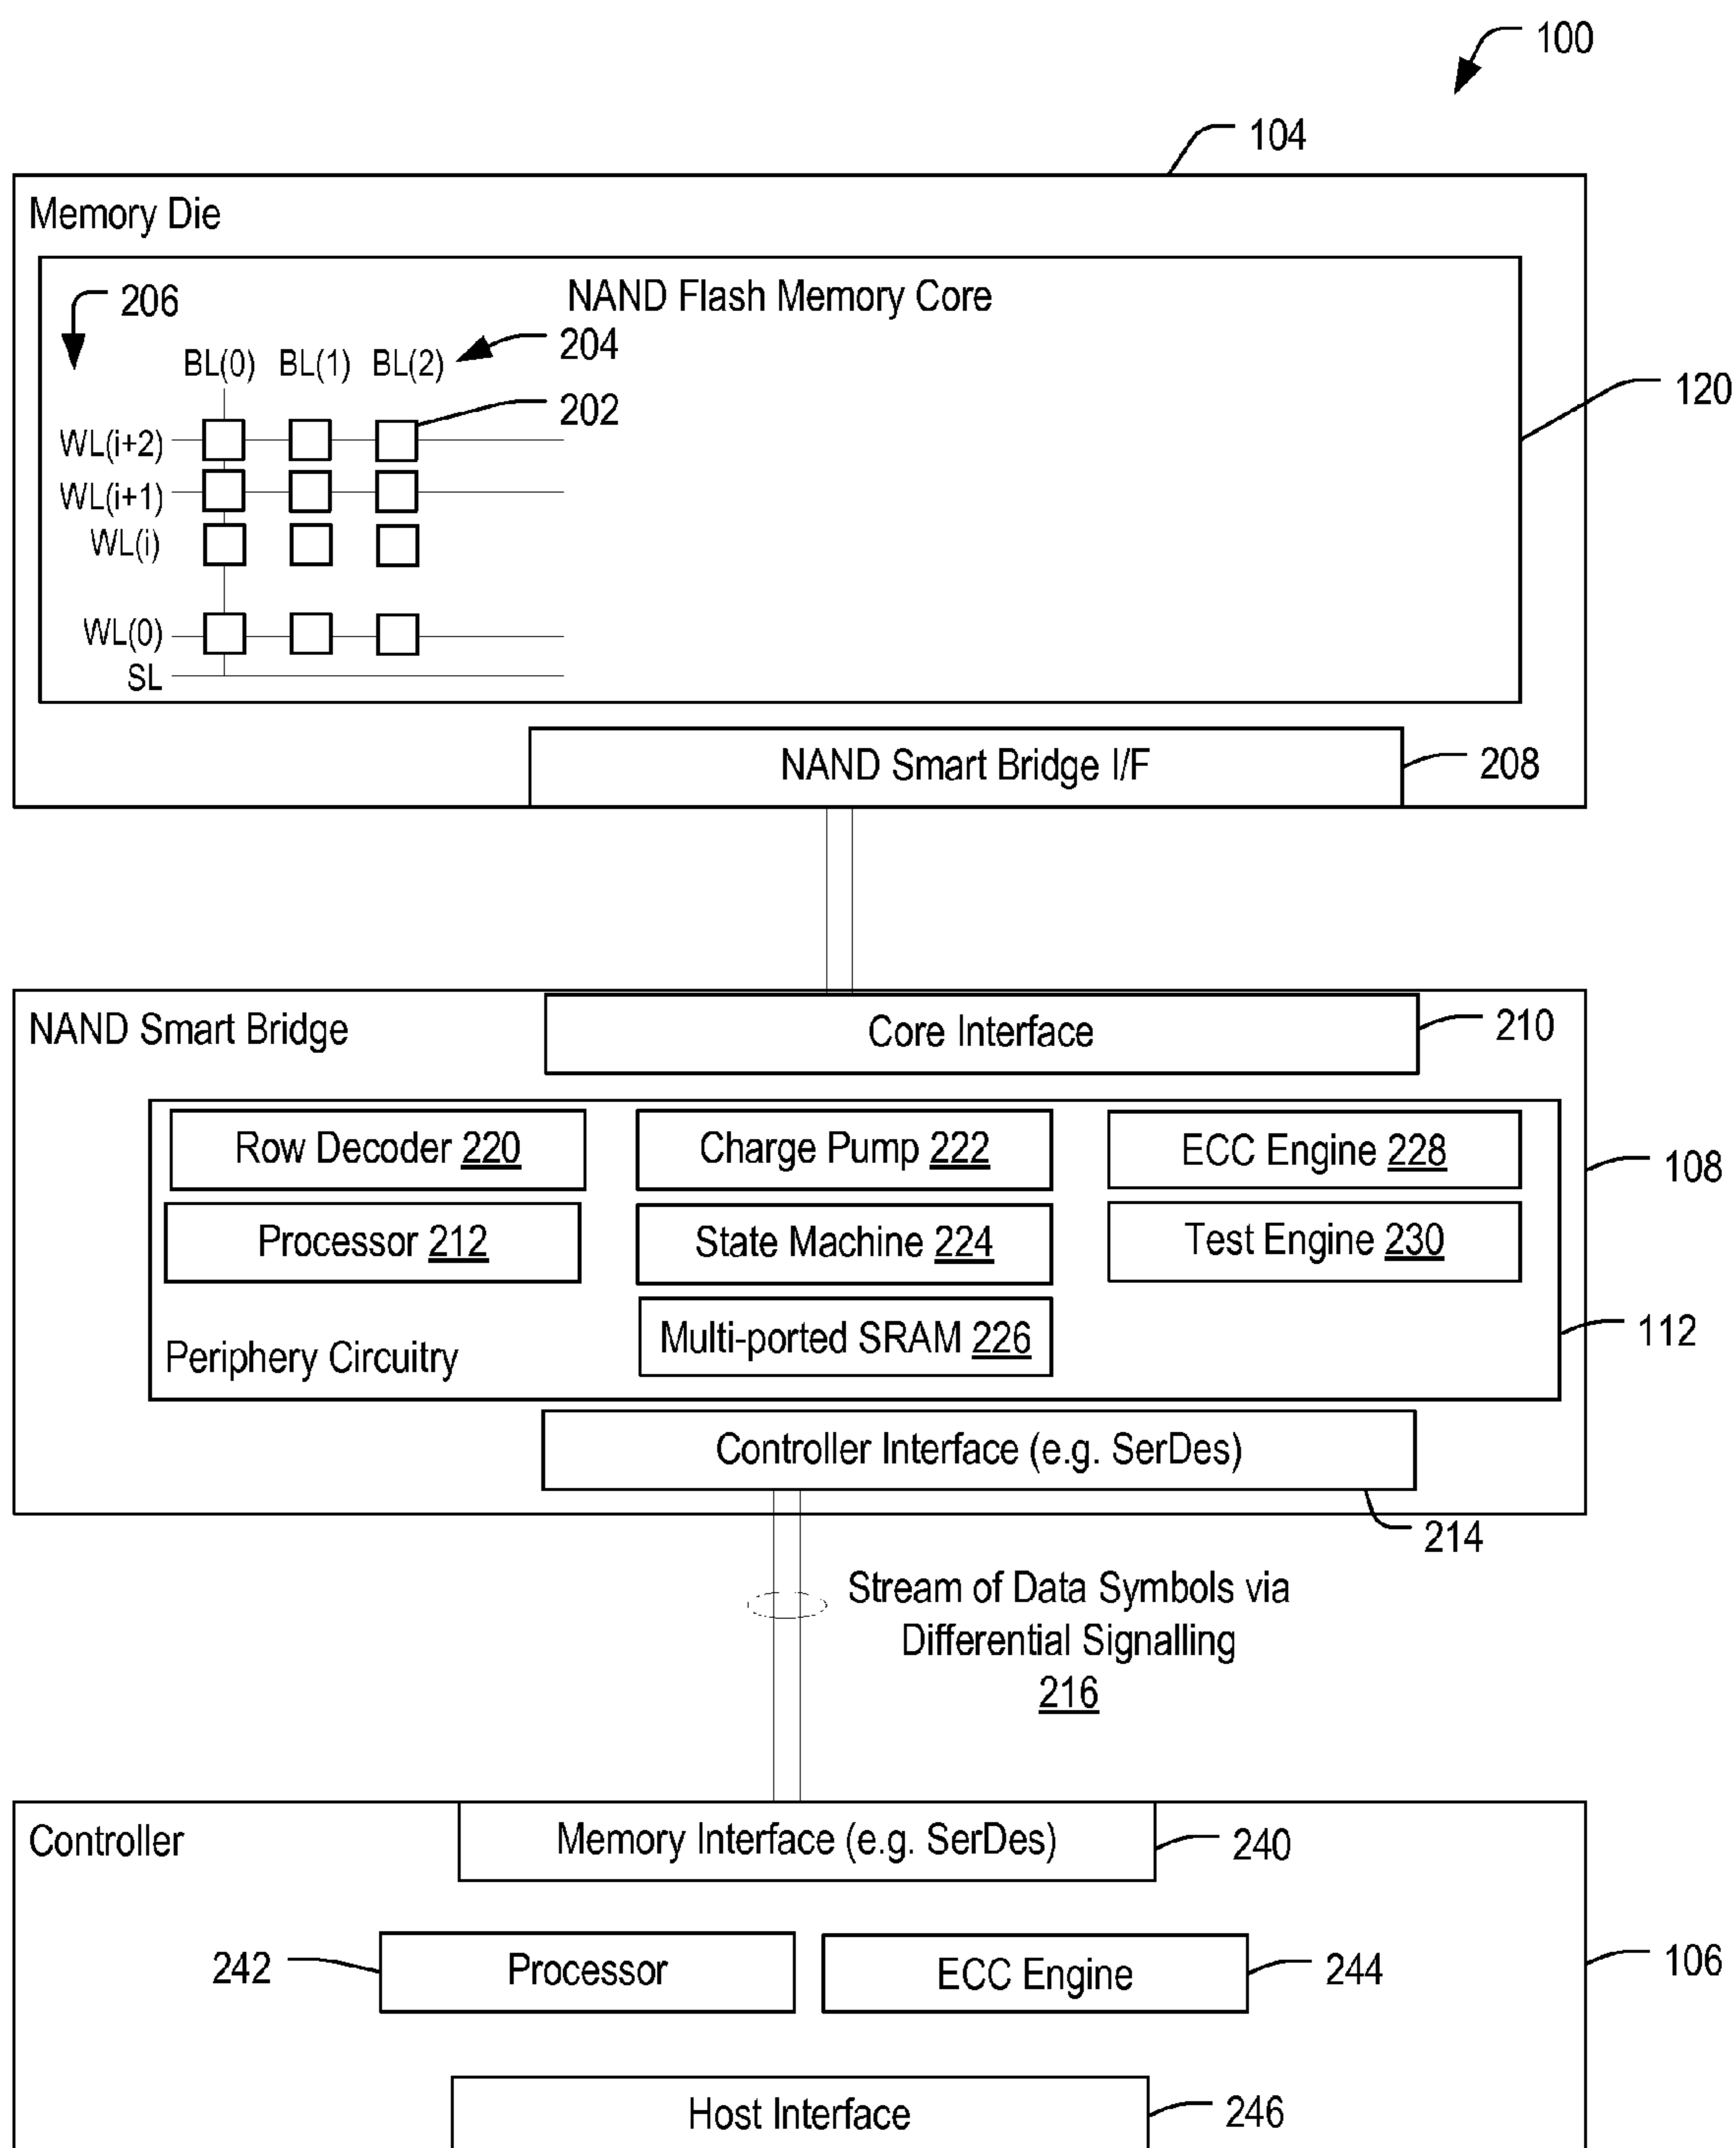 100
104
Memory Die
206
NAND Flash Memory Core
BL(0) BL(1) BL(2)
204
202
120
WL(i+2)
WL(i+1)
WL(i)
WL(0)
SL
NAND Smart Bridge I/F
208
NAND Smart Bridge
Core Interface
210
Row Decoder 220
Charge Pump 222
ECC Engine 228
108
Processor 212
State Machine 224
Test Engine 230
Multi-ported SRAM 226
112
Periphery Circuitry
Controller Interface (e.g. SerDes)
214
Stream of Data Symbols via
Differential Signalling
216
Controller
Memory Interface (e.g. SerDes)
240
242
Processor
ECC Engine
244
106
Host Interface
246